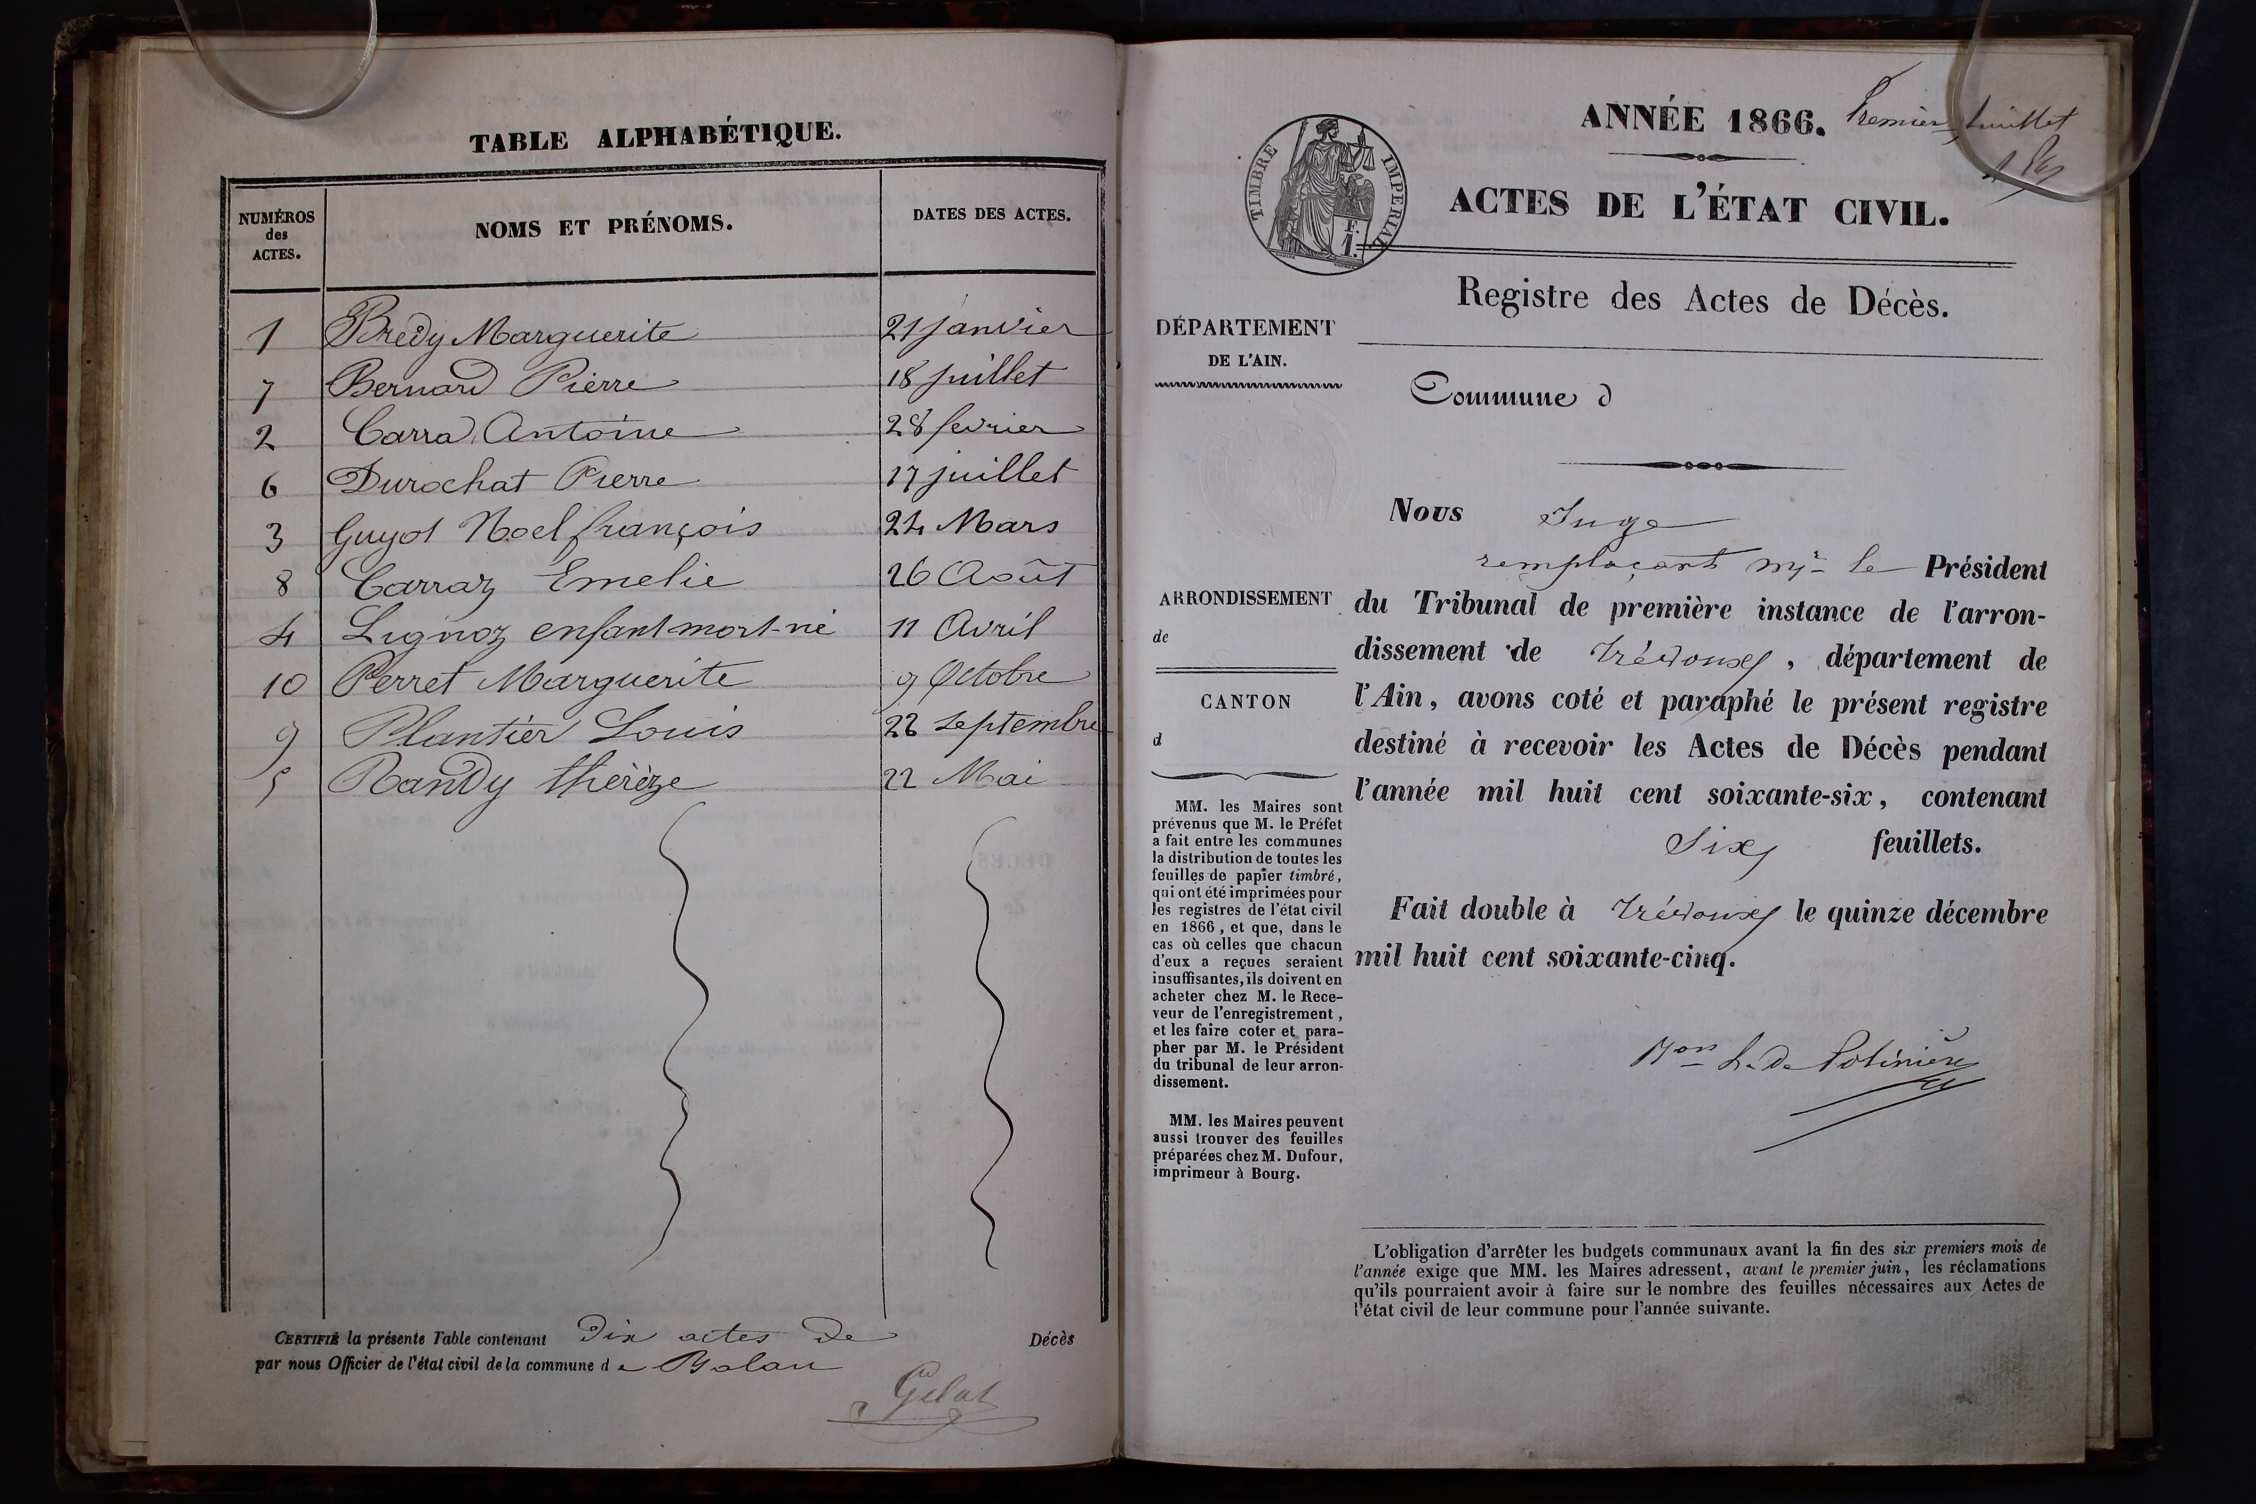 TABLE ALPHABÉTIQUE.
NUMÉROS des ACTES. NOMS ET PRÉNOMS. DATES DES ACTES.
1 Bredy Marguerite 21 janvier
7 Bernard Pierre 18 juillet
2 Carra Antoine 28 fevrier
6 Durochat Pierre 17 juillet
3 Guyot Noel françois 24 Mars
8 Carraz Emelie 26 Août
4 Lignoz enfant mort-né 11 Avril
10 Perret Marguerite 9 Octobre
9 Plantier Louis 22 Septembre
5 Randy thérèze 22 Mai
CERTIFIÉ la présente Table contenant Dix actes de Décès
par nous Officier de l'état civil de la commune de Balan
Gelat
ANNÉE 1866. Premier feuillet
TIMBRE IMPERIAL
F. 1.
ACTES DE L'ÉTAT CIVIL.
Registre des Actes de Décès.
DÉPARTEMENT
DE L'AIN.
Commune d
Nous Juge
remplaçant Mr le Président
ARRONDISSEMENT
de
CANTON
d
du Tribunal de première instance de l'arron-
dissement de Trévoux, département de
l'Ain, avons coté et paraphé le présent registre
destiné à recevoir les Actes de Décès pendant
l'année mil huit cent soixante-six, contenant
Six feuillets.
Fait double à Trévoux le quinze décembre
mil huit cent soixante-cinq.
MM. les Maires sont
prévenus que M. le Préfet
a fait entre les communes
la distribution de toutes les
feuilles de papier timbré,
qui ont été imprimées pour
les registres de l'état civil
en 1866, et que, dans le
cas où celles que chacun
d'eux a reçues seraient
insuffisantes, ils doivent en
acheter chez M. le Rece-
veur de l'enregistrement,
et les faire coter et para-
pher par M. le Président
du tribunal de leur arron-
dissement.
MM. les Maires peuvent
aussi trouver des feuilles
préparées chez M. Dufour,
imprimeur à Bourg.
L'obligation d'arrêter les budgets communaux avant la fin des six premiers mois de
l'année exige que MM. les Maires adressent, avant le premier juin, les réclamations
qu'ils pourraient avoir à faire sur le nombre des feuilles nécessaires aux Actes de
l'état civil de leur commune pour l'année suivante.